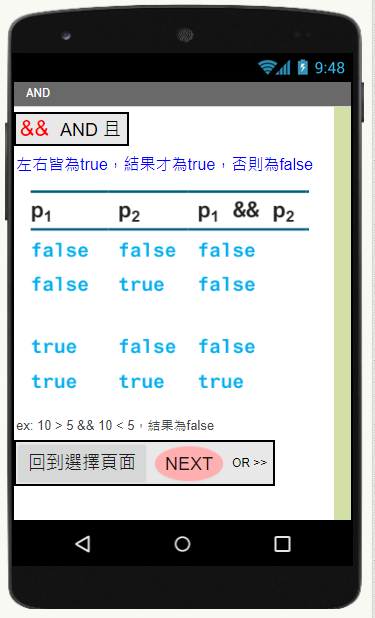 9:48
AND
&& AND 且
左右皆為true，結果才為true，否則為false
p1 p2 p1 && p2
false false false
false true false
true false false
true true true
ex: 10 > 5 && 10 < 5，結果為false
回到選擇頁面 NEXT OR >>